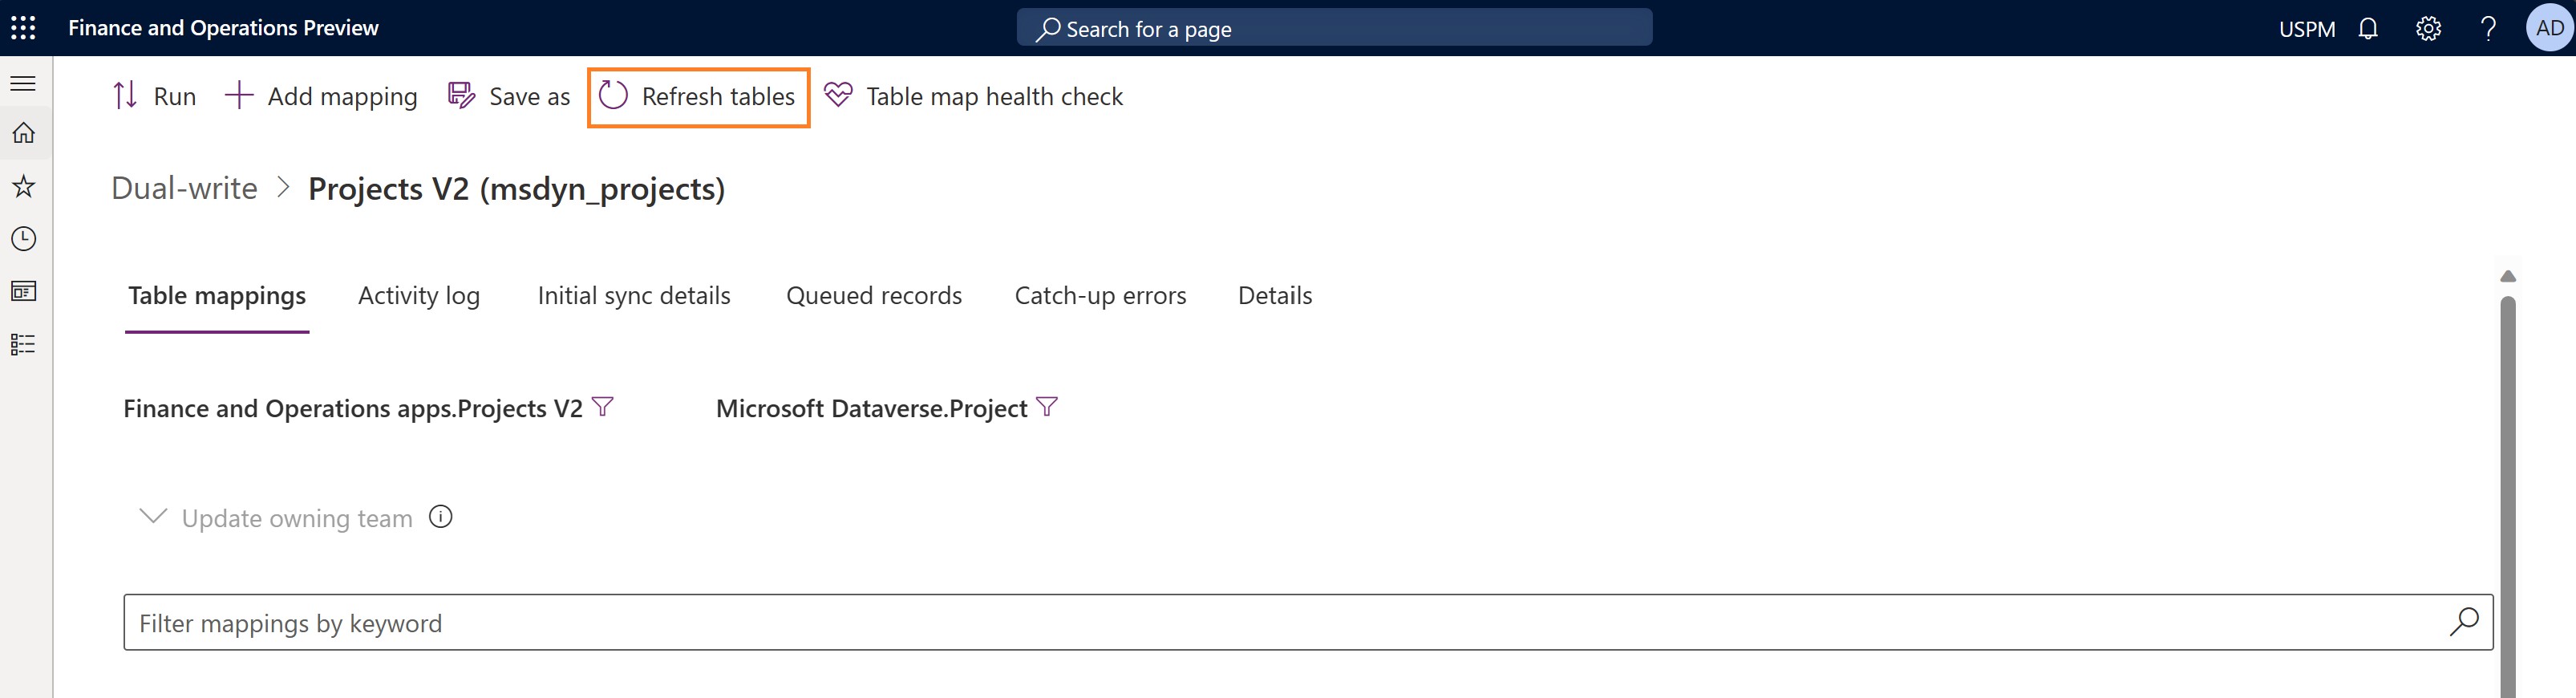 Finance and Operations Preview
Search for a page
USPM
AD
Run
Add mapping
Save as
Refresh tables
Table map health check
Dual-write > Projects V2 (msdyn_projects)
Table mappings
Activity log
Initial sync details
Queued records
Catch-up errors
Details
Finance and Operations apps.Projects V2
Microsoft Dataverse.Project
Update owning team
Filter mappings by keyword